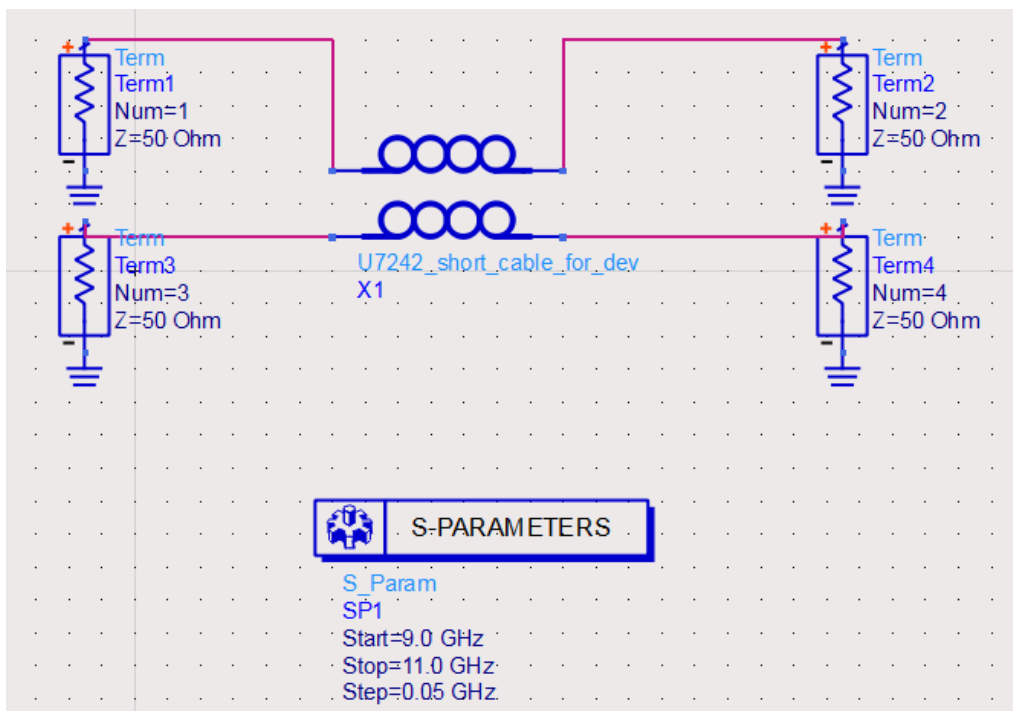 Term
Term1
Num=1
Z=50 Ohm
Term
Term2
Num=2
Z=50 Ohm
Term
Term3
Num=3
Z=50 Ohm
U7242_short_cable_for_dev
X1
Term
Term4
Num=4
Z=50 Ohm
S-PARAMETERS
S_Param
SP1
Start=9.0 GHz
Stop=11.0 GHz
Step=0.05 GHz